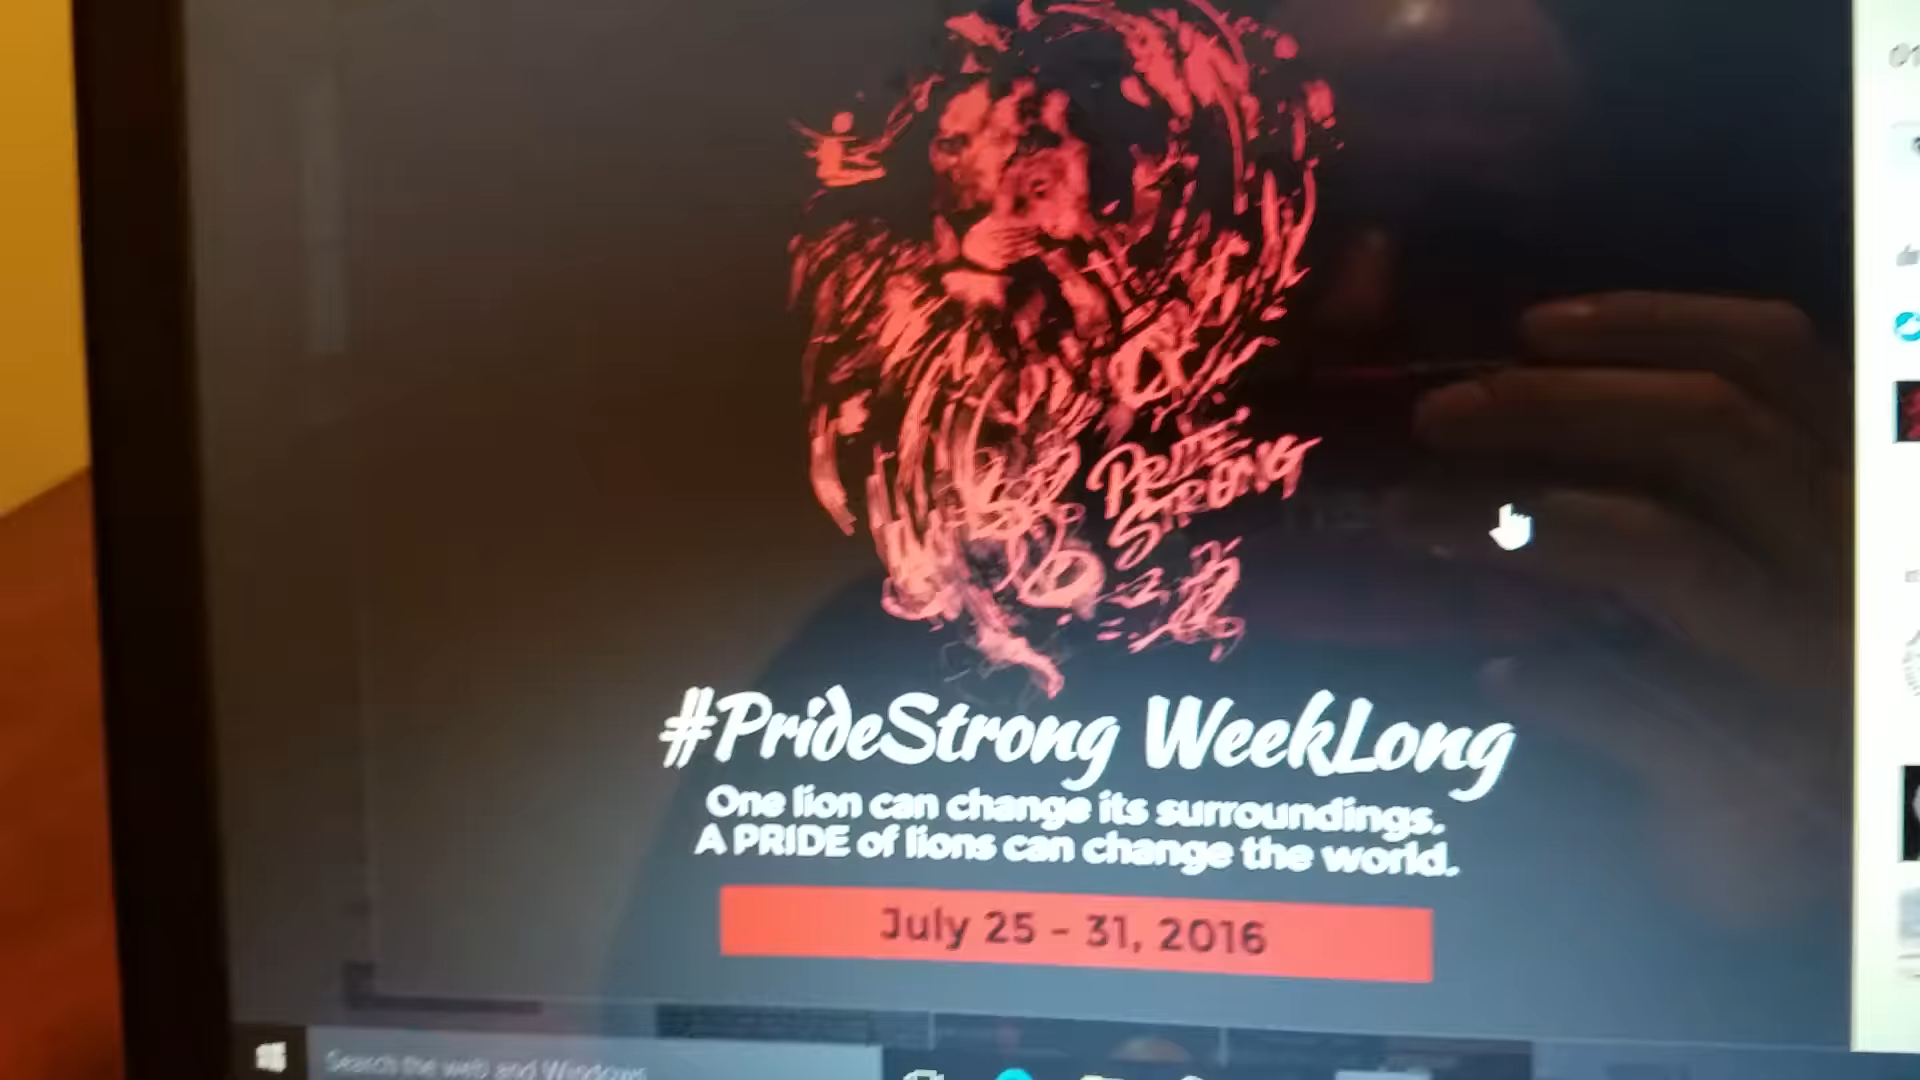 PRIDE
STRONG
#PrideStrong WeekLong
One lion can change its surroundings.
A PRIDE of lions can change the world.
July 25 - 31, 2016
Search the web and Windows